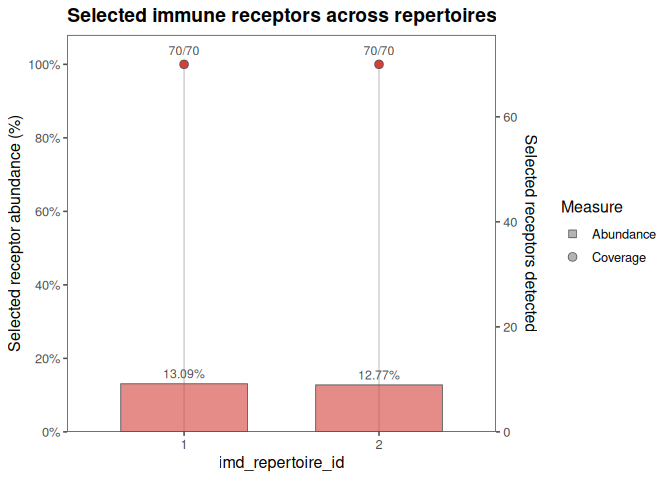 Selected immune receptors across repertoires
70/70
70/70
100%
80%
60%
40%
20%
0%
Selected receptor abundance (%)
13.09%
12.77%
60
40
20
0
Selected receptors detected
1
2
imd_repertoire_id
Measure
Abundance
Coverage